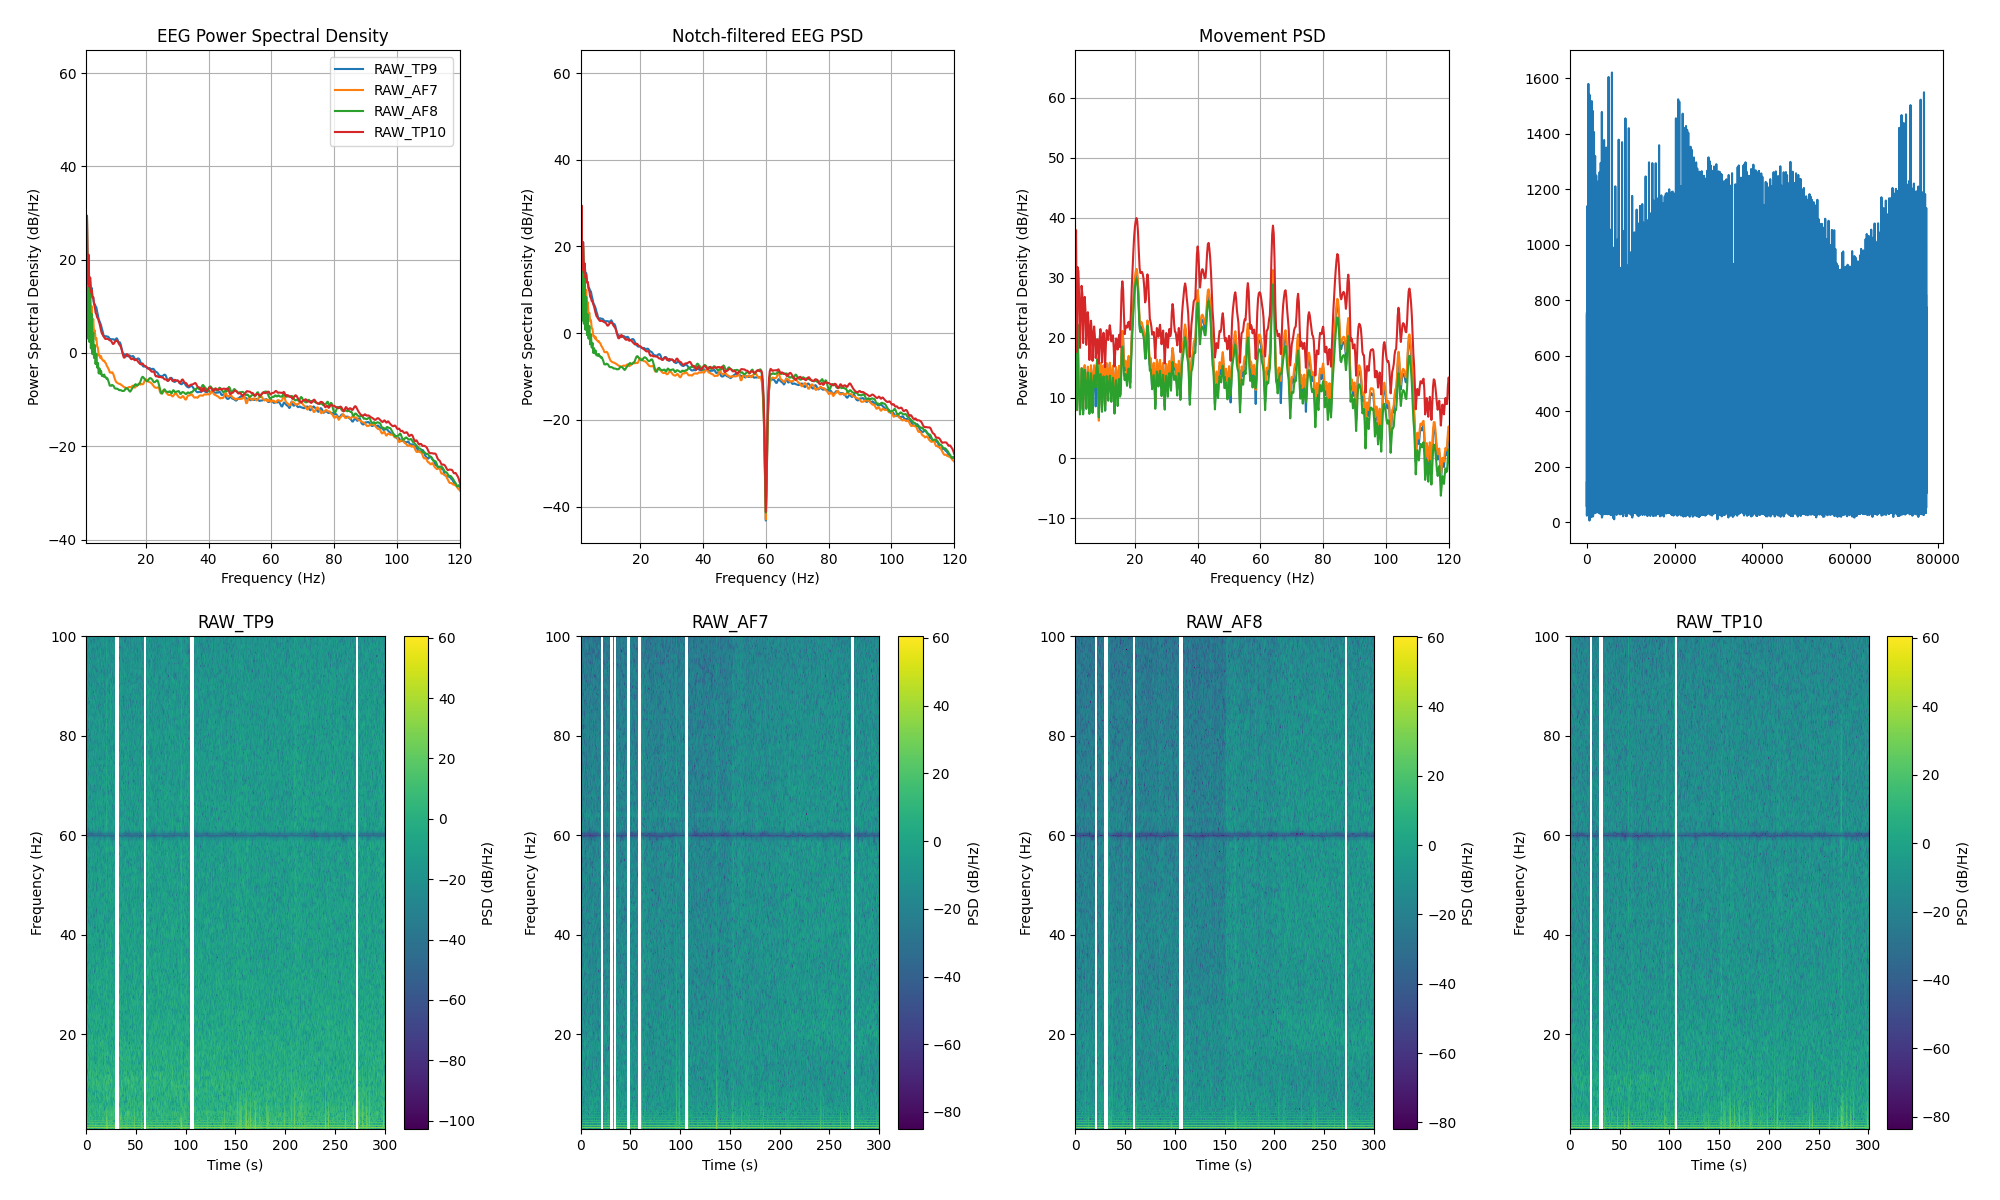 EEG Power Spectral Density
Power Spectral Density (dB/Hz)
60
40
20
0
−20
−40
RAW_TP9
RAW_AF7
RAW_AF8
RAW_TP10
20 40 60 80 100 120
Frequency (Hz)
Notch-filtered EEG PSD
Power Spectral Density (dB/Hz)
60
40
20
0
−20
−40
20 40 60 80 100 120
Frequency (Hz)
Movement PSD
Power Spectral Density (dB/Hz)
60
50
40
30
20
10
0
−10
20 40 60 80 100 120
Frequency (Hz)
1600
1400
1200
1000
800
600
400
200
0
0 20000 40000 60000 80000
RAW_TP9
Frequency (Hz)
100
80
60
40
20
0 50 100 150 200 250 300
Time (s)
60
40
20
0
−20
−40
−60
−80
−100
PSD (dB/Hz)
RAW_AF7
Frequency (Hz)
100
80
60
40
20
0 50 100 150 200 250 300
Time (s)
60
40
20
0
−20
−40
−60
−80
PSD (dB/Hz)
RAW_AF8
Frequency (Hz)
100
80
60
40
20
0 50 100 150 200 250 300
Time (s)
60
40
20
0
−20
−40
−60
−80
PSD (dB/Hz)
RAW_TP10
Frequency (Hz)
100
80
60
40
20
0 50 100 150 200 250 300
Time (s)
60
40
20
0
−20
−40
−60
−80
PSD (dB/Hz)